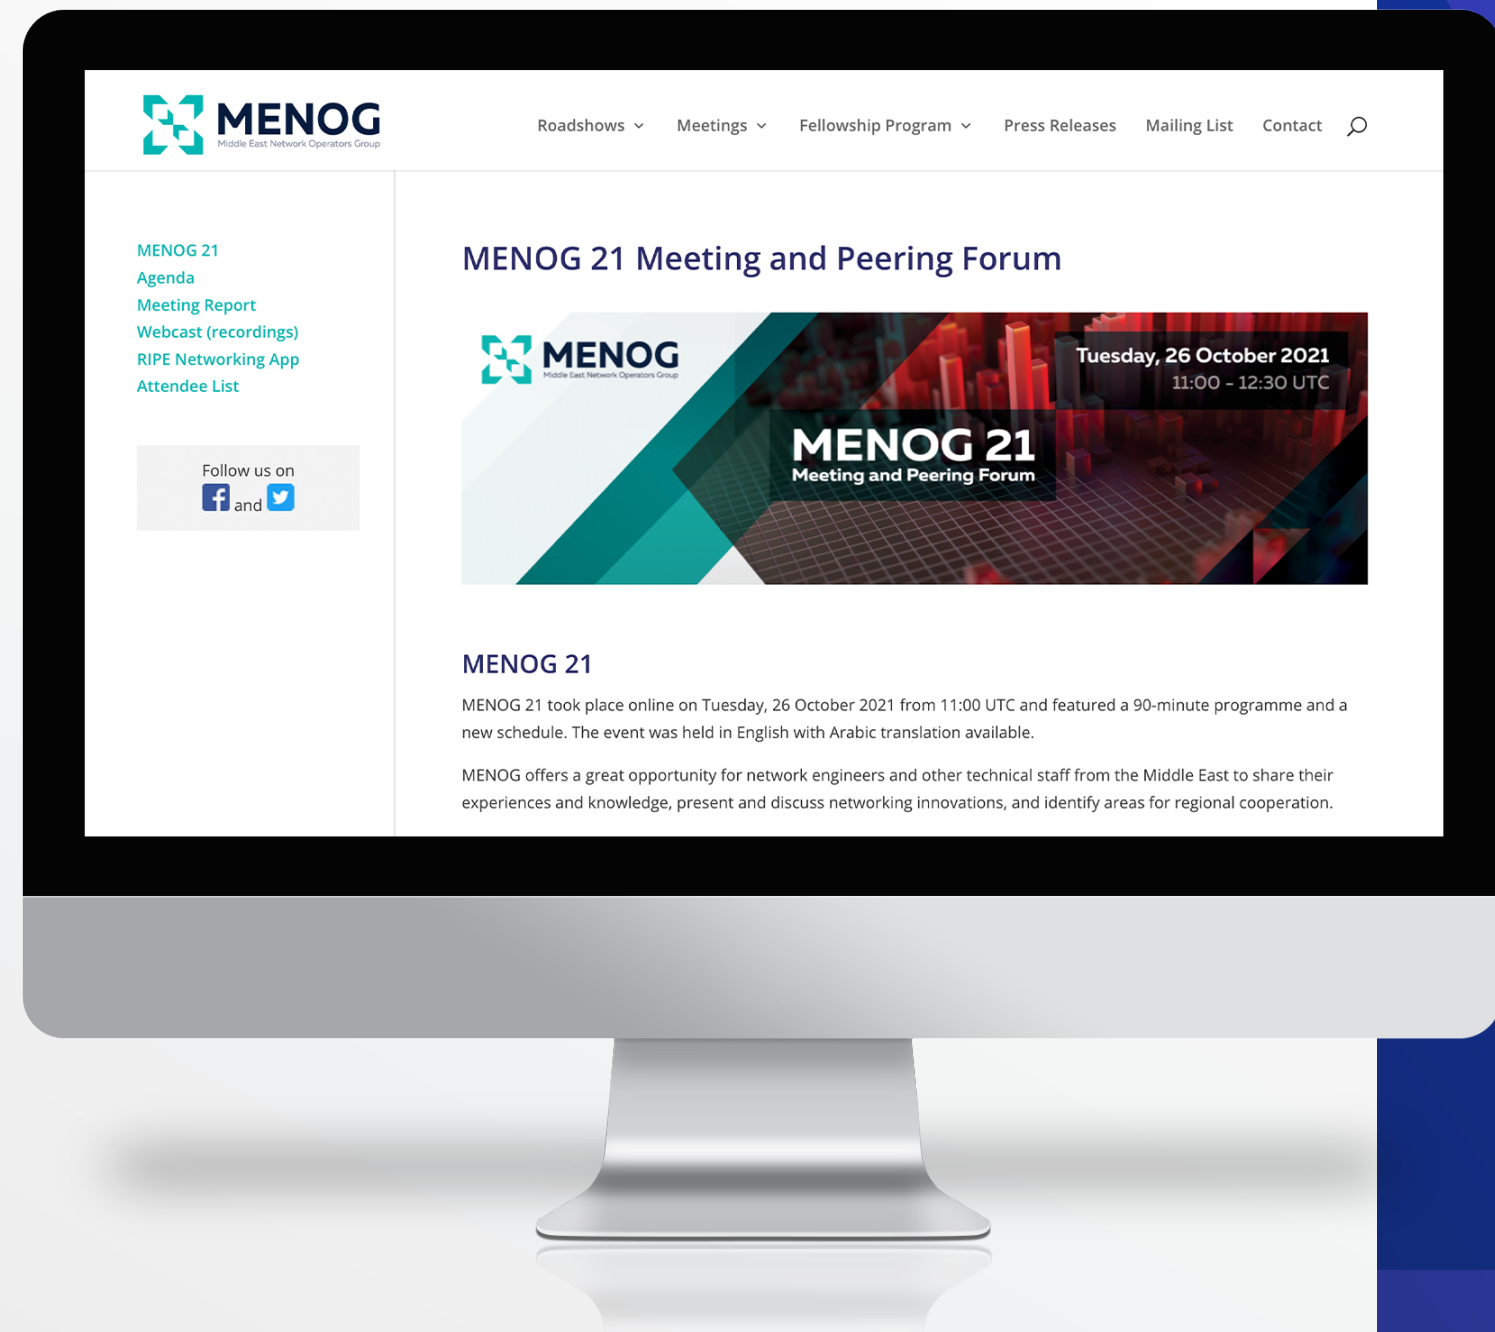 MENOG
Middle East Network Operators Group
Roadshows Meetings Fellowship Program Press Releases Mailing List Contact
MENOG 21
Agenda
Meeting Report
Webcast (recordings)
RIPE Networking App
Attendee List
Follow us on
and
MENOG 21 Meeting and Peering Forum
MENOG
Middle East Network Operators Group
Tuesday, 26 October 2021
11:00 - 12:30 UTC
MENOG 21
Meeting and Peering Forum
MENOG 21
MENOG 21 took place online on Tuesday, 26 October 2021 from 11:00 UTC and featured a 90-minute programme and a
new schedule. The event was held in English with Arabic translation available.
MENOG offers a great opportunity for network engineers and other technical staff from the Middle East to share their
experiences and knowledge, present and discuss networking innovations, and identify areas for regional cooperation.